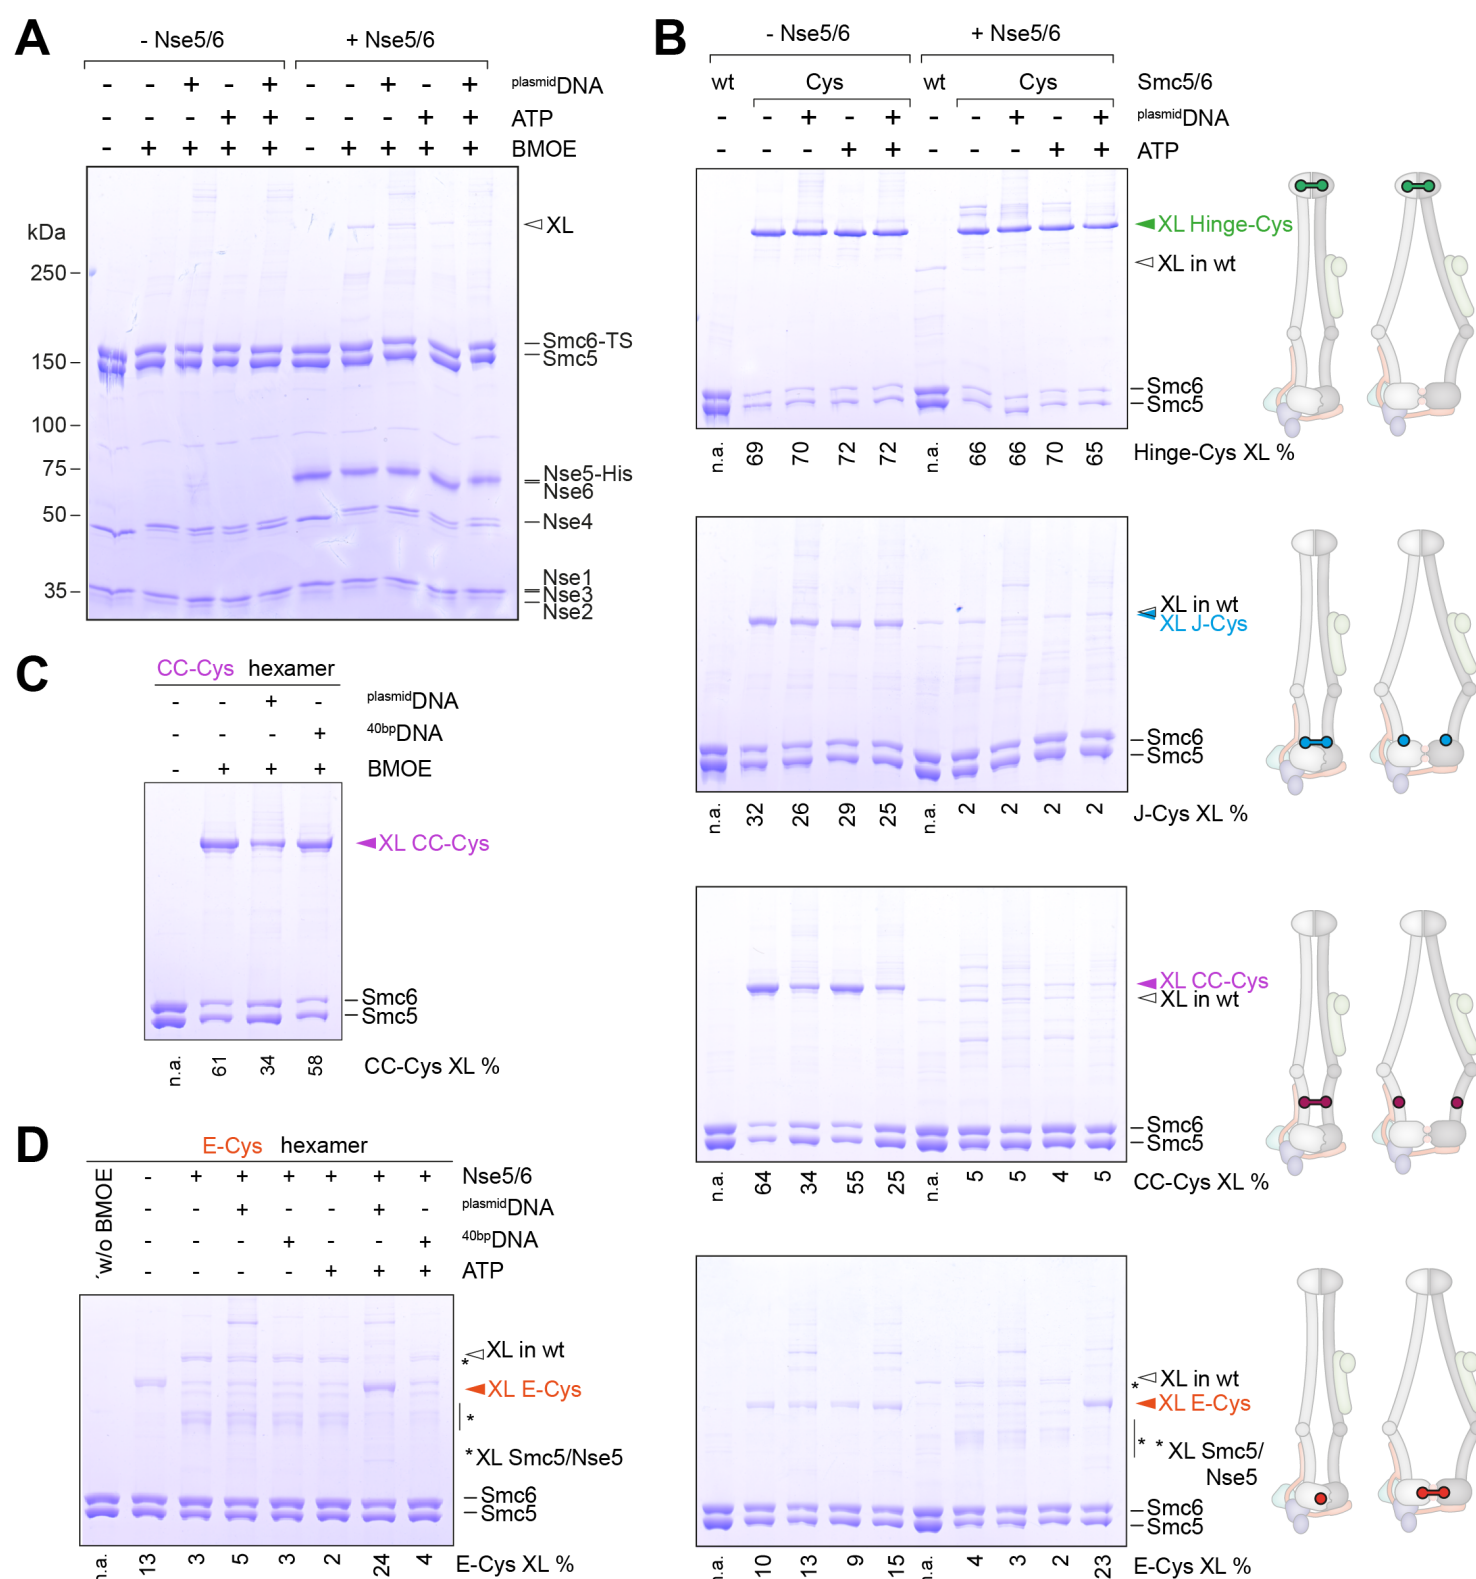 A
- Nse5/6 + Nse5/6
- - + - + - - + - + plasmidDNA
- - - + + - - - + + ATP
- + + + + - + + + + BMOE
XL
kDa
250
150
100
75
50
35
Smc6-TS
Smc5
Nse5-His
Nse6
Nse4
Nse1
Nse3
Nse2
B
- Nse5/6 + Nse5/6
wt Cys wt Cys Smc5/6
- - + - + - - + - + plasmidDNA
- - - + + - - - + + ATP
XL Hinge-Cys
XL in wt
Smc6
Smc5
n.a. 69 70 72 72 n.a. 66 66 70 65 Hinge-Cys XL %
XL in wt
XL J-Cys
Smc6
Smc5
n.a. 32 26 29 25 n.a. 2 2 2 2 J-Cys XL %
XL CC-Cys
XL in wt
Smc6
Smc5
n.a. 64 34 55 25 n.a. 5 5 4 5 CC-Cys XL %
XL in wt
*
XL E-Cys
* * XL Smc5/
Nse5
Smc6
Smc5
n.a. 10 13 9 15 n.a. 4 3 2 23 E-Cys XL %
C
CC-Cys hexamer
- - + - plasmidDNA
- - - + 40bpDNA
- + + + BMOE
XL CC-Cys
Smc6
Smc5
n.a. 61 34 58 CC-Cys XL %
D
E-Cys hexamer
w/o BMOE
- + + + + + + Nse5/6
- - + - - + - plasmidDNA
- - - + - - + 40bpDNA
- - - - + + + ATP
XL in wt
*
XL E-Cys
*
* XL Smc5/Nse5
Smc6
Smc5
n.a. 13 3 5 3 2 24 4 E-Cys XL %